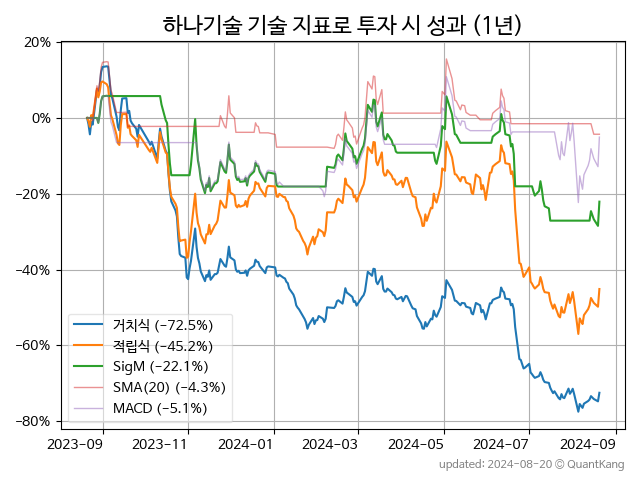 하나기술 기술 지표로 투자 시 성과 (1년)
20%
0%
−20%
−40%
−60%
−80%
거치식 (−72.5%)
적립식 (−45.2%)
SigM (−22.1%)
SMA(20) (−4.3%)
MACD (−5.1%)
2023-09
2023-11
2024-01
2024-03
2024-05
2024-07
2024-09
updated: 2024-08-20 © QuantKang